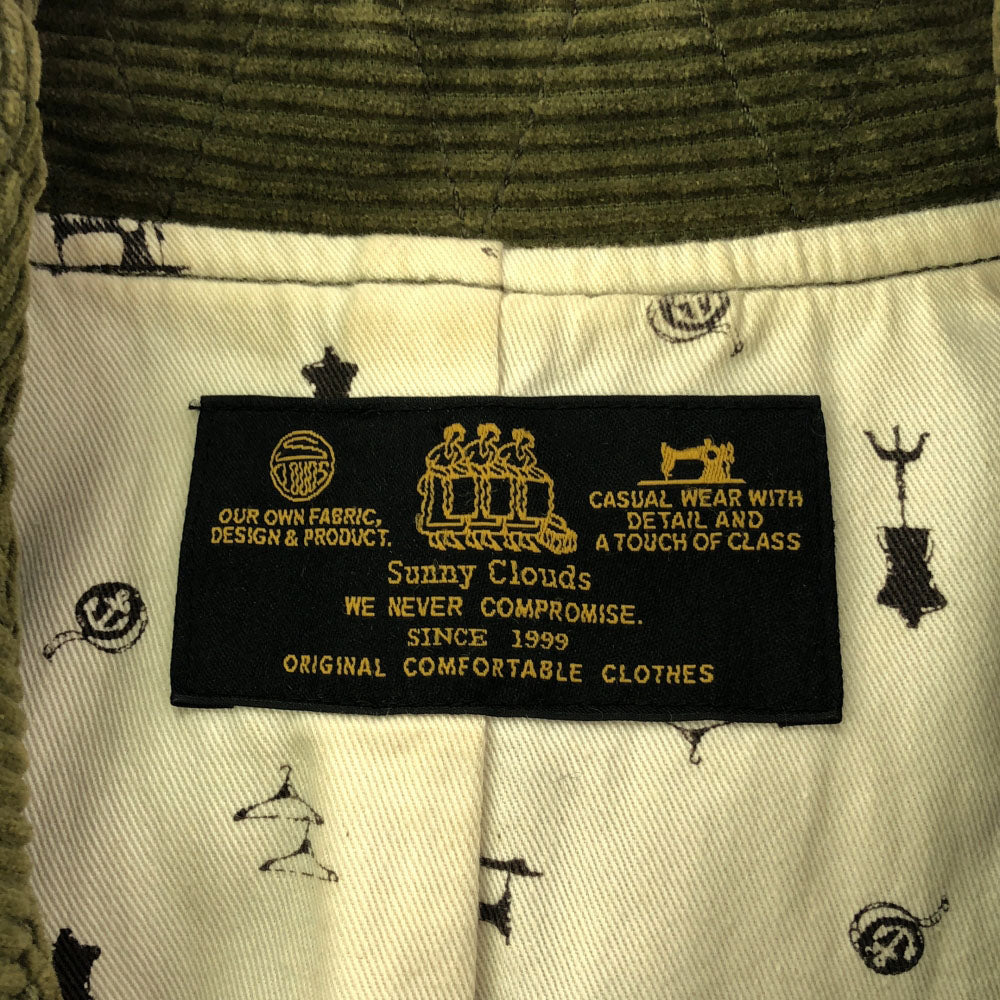 CLOUDS
OUR OWN FABRIC,
DESIGN & PRODUCT.
CASUAL WEAR WITH
DETAIL AND
A TOUCH OF CLASS
Sunny Clouds
WE NEVER COMPROMISE.
SINCE 1999
ORIGINAL COMFORTABLE CLOTHES